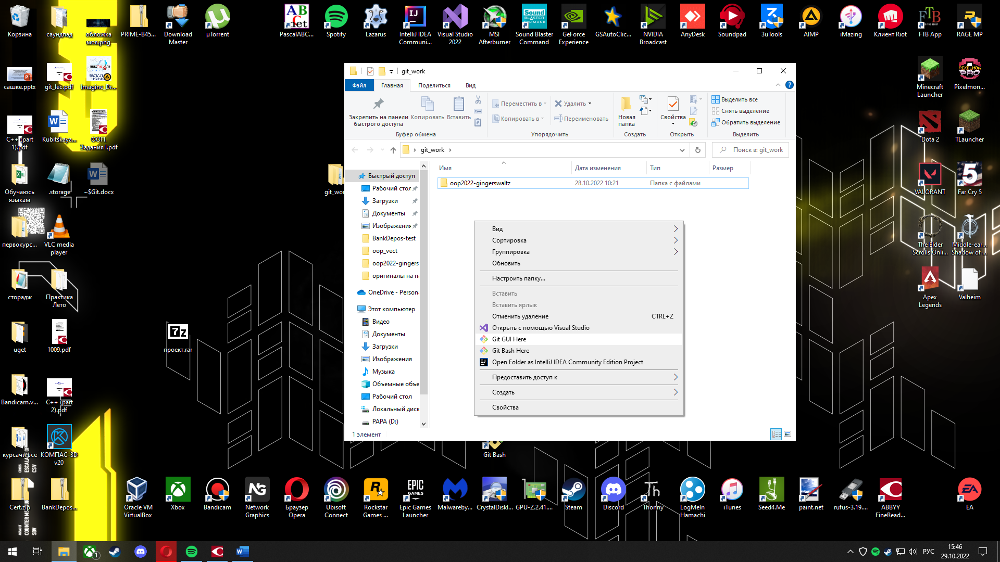 Корзина
саундпад
обложка
моя.png
PRIME-B45...
Download
Master
µTorrent
PascalABC...
Spotify
Lazarus
IntelliJ IDEA
Communi...
Visual Studio
2022
MSI
Afterburner
Sound Blaster
Command
GeForce
Experience
GSAutoClic...
NVIDIA
Broadcast
AnyDesk
Soundpad
3uTools
AIMP
iMazing
Клиент Riot
FTB App
RAGE MP
сашке.pptx
git_lec.pdf
Imagine_Dr...
Minecraft
Launcher
Pixelmon...
C++ (part
1).pdf
Kubitskaya...
ООП.
Задания I.pdf
Dota 2
TLauncher
Обучаюсь
языкам
.storage
~$Git.docx
VALORANT
Far Cry 5
первокурс...
VLC media
player
The Elder
Scrolls Onli...
Middle-ear...
Shadow of ...
сторадж
Практика
Лето
Apex
Legends
Valheim
uget
1009.pdf
проект.rar
Bandicam.v...
C++ (part
2).pdf
курсачи все
КОМПАС-3D
v20
Git Bash
git_wor
Cert.zip
BankDepos...
Oracle VM
VirtualBox
Xbox
Bandicam
Network
Graphics
Браузер
Opera
Ubisoft
Connect
Rockstar
Games ...
Epic Games
Launcher
Malwareby...
CrystalDiskI...
GPU-Z.2.41....
Steam
Discord
Thonny
LogMeIn
Hamachi
iTunes
Seed4.Me
paint.net
rufus-3.19....
ABBYY
FineRead...
EA
git_work
Файл
Главная
Поделиться
Вид
Закрепить на панели
быстрого доступа
Копировать
Вставить
Буфер обмена
Переместить в
Копировать в
Удалить
Переименовать
Упорядочить
Новая
папка
Создать
Свойства
Открыть
Выделить все
Снять выделение
Обратить выделение
Выделить
git_work
Поиск в: git_work
Имя
Дата изменения
Тип
Размер
oop2022-gingerswaltz
28.10.2022 10:21
Папка с файлами
Быстрый доступ
Рабочий стол
Загрузки
Документы
Изображения
BankDepos-test
oop_vect
oop2022-gingersw
оригиналы на па
OneDrive - Persona
Этот компьютер
Видео
Документы
Загрузки
Изображения
Музыка
Объемные объе
Рабочий стол
Локальный диск
PAPA (D:)
1 элемент
Вид
Сортировка
Группировка
Обновить
Настроить папку...
Вставить
Вставить ярлык
Отменить удаление CTRL+Z
Открыть с помощью Visual Studio
Git GUI Here
Git Bash Here
Open Folder as IntelliJ IDEA Community Edition Project
Предоставить доступ к
Создать
Свойства
1
РУС
15:46
29.10.2022